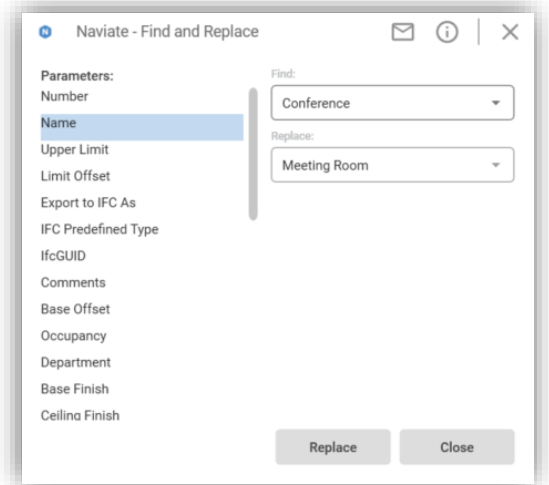 Naviate - Find and Replace
Parameters:
Number
Name
Upper Limit
Limit Offset
Export to IFC As
IFC Predefined Type
IfcGUID
Comments
Base Offset
Occupancy
Department
Base Finish
Ceiling Finish
Find:
Conference
Replace:
Meeting Room
Replace
Close